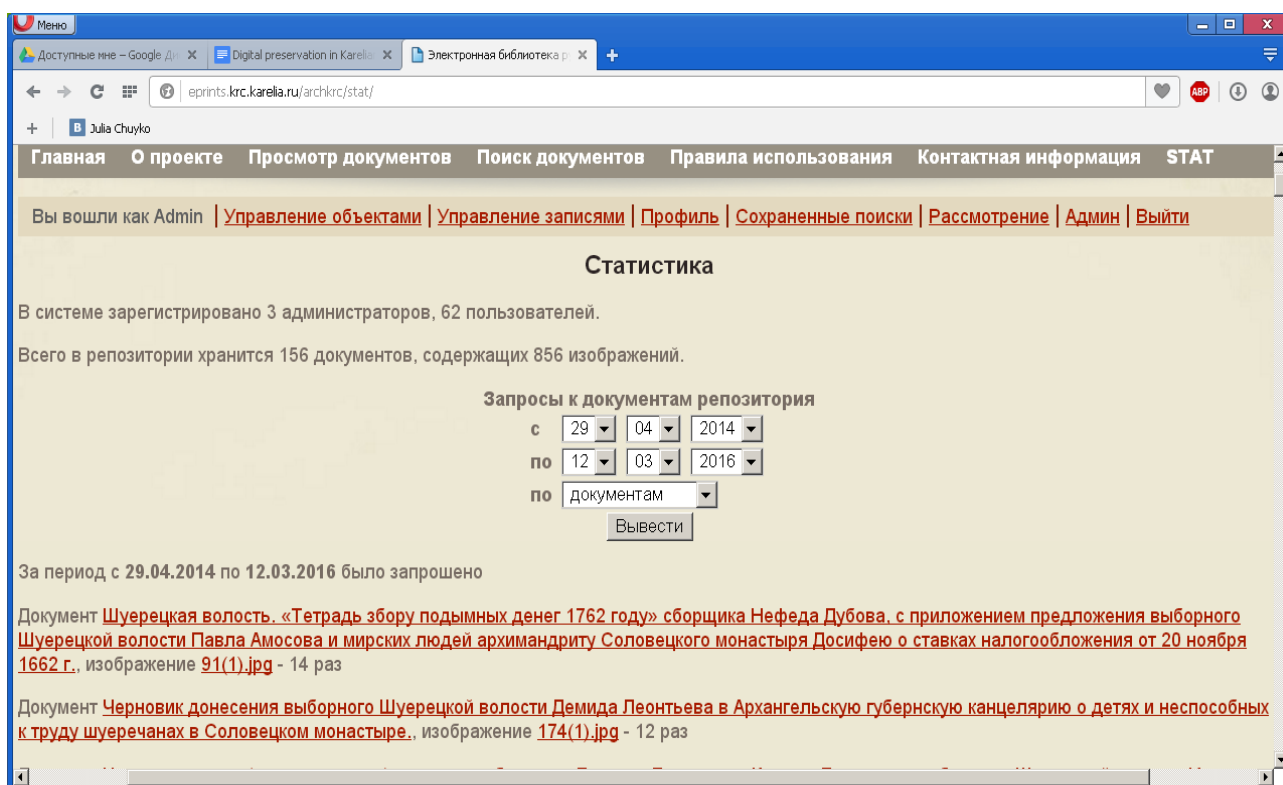 Меню
Доступные мне – Google Ди
Digital preservation in Karelia
Электронная библиотека р
eprints.krc.karelia.ru/archkrc/stat/
ABP
B Julia Chuyko
Главная О проекте Просмотр документов Поиск документов Правила использования Контактная информация STAT
Вы вошли как Admin | Управление объектами | Управление записями | Профиль | Сохраненные поиски | Рассмотрение | Админ | Выйти
Статистика
В системе зарегистрировано 3 администраторов, 62 пользователей.
Всего в репозитории хранится 156 документов, содержащих 856 изображений.
Запросы к документам репозитория
с 29 04 2014
по 12 03 2016
по документам
Вывести
За период с 29.04.2014 по 12.03.2016 было запрошено
Документ Шуерецкая волость. «Тетрадь збору подымных денег 1762 году» сборщика Нефеда Дубова, с приложением предложения выборного
Шуерецкой волости Павла Амосова и мирских людей архимандриту Соловецкого монастыря Досифею о ставках налогообложения от 20 ноября
1662 г., изображение 91(1).jpg - 14 раз
Документ Черновик донесения выборного Шуерецкой волости Демида Леонтьева в Архангельскую губернскую канцелярию о детях и неспособных
к труду шуеречанах в Соловецком монастыре., изображение 174(1).jpg - 12 раз